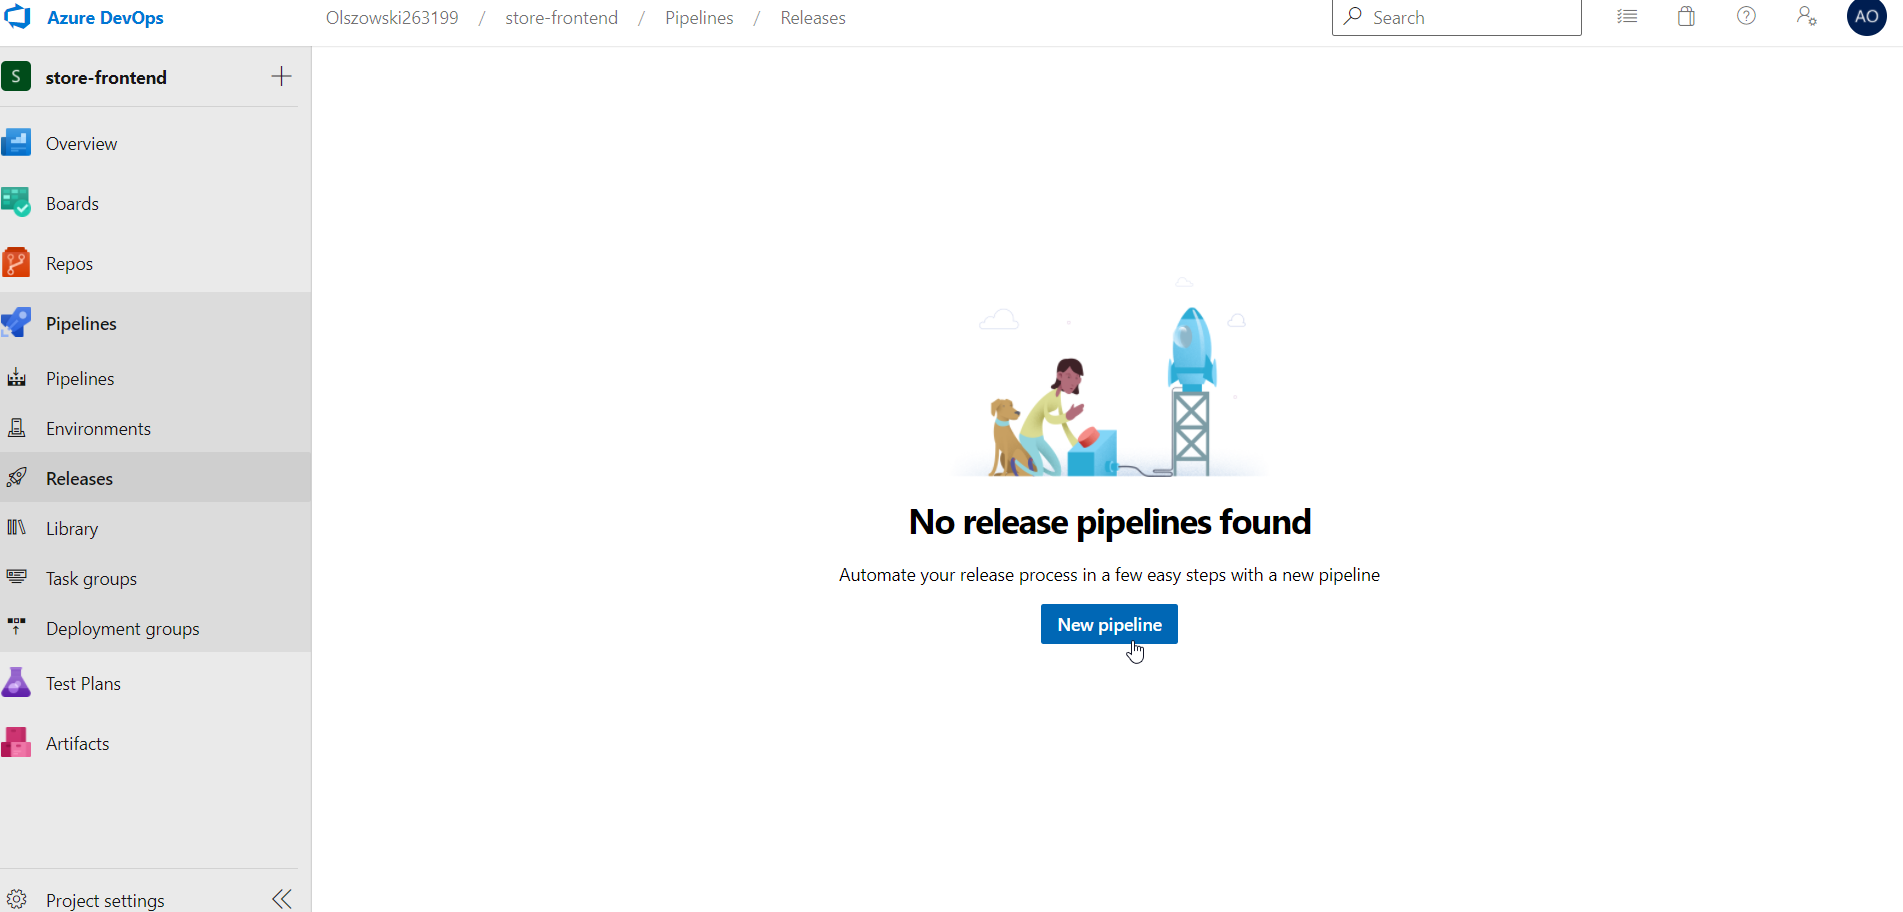 Azure DevOps
Olszowski263199 / store-frontend / Pipelines / Releases
Search
AO
S
store-frontend
Overview
Boards
Repos
Pipelines
Pipelines
Environments
Releases
Library
Task groups
Deployment groups
Test Plans
Artifacts
Project settings
No release pipelines found
Automate your release process in a few easy steps with a new pipeline
New pipeline